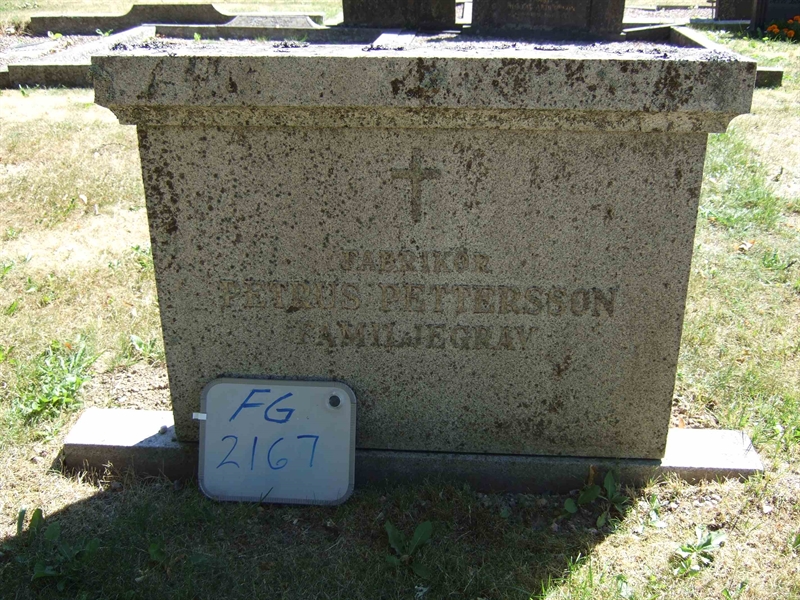 FABRIKÖR
PETRUS PETTERSSON
FAMILJEGRAV
FG
2167